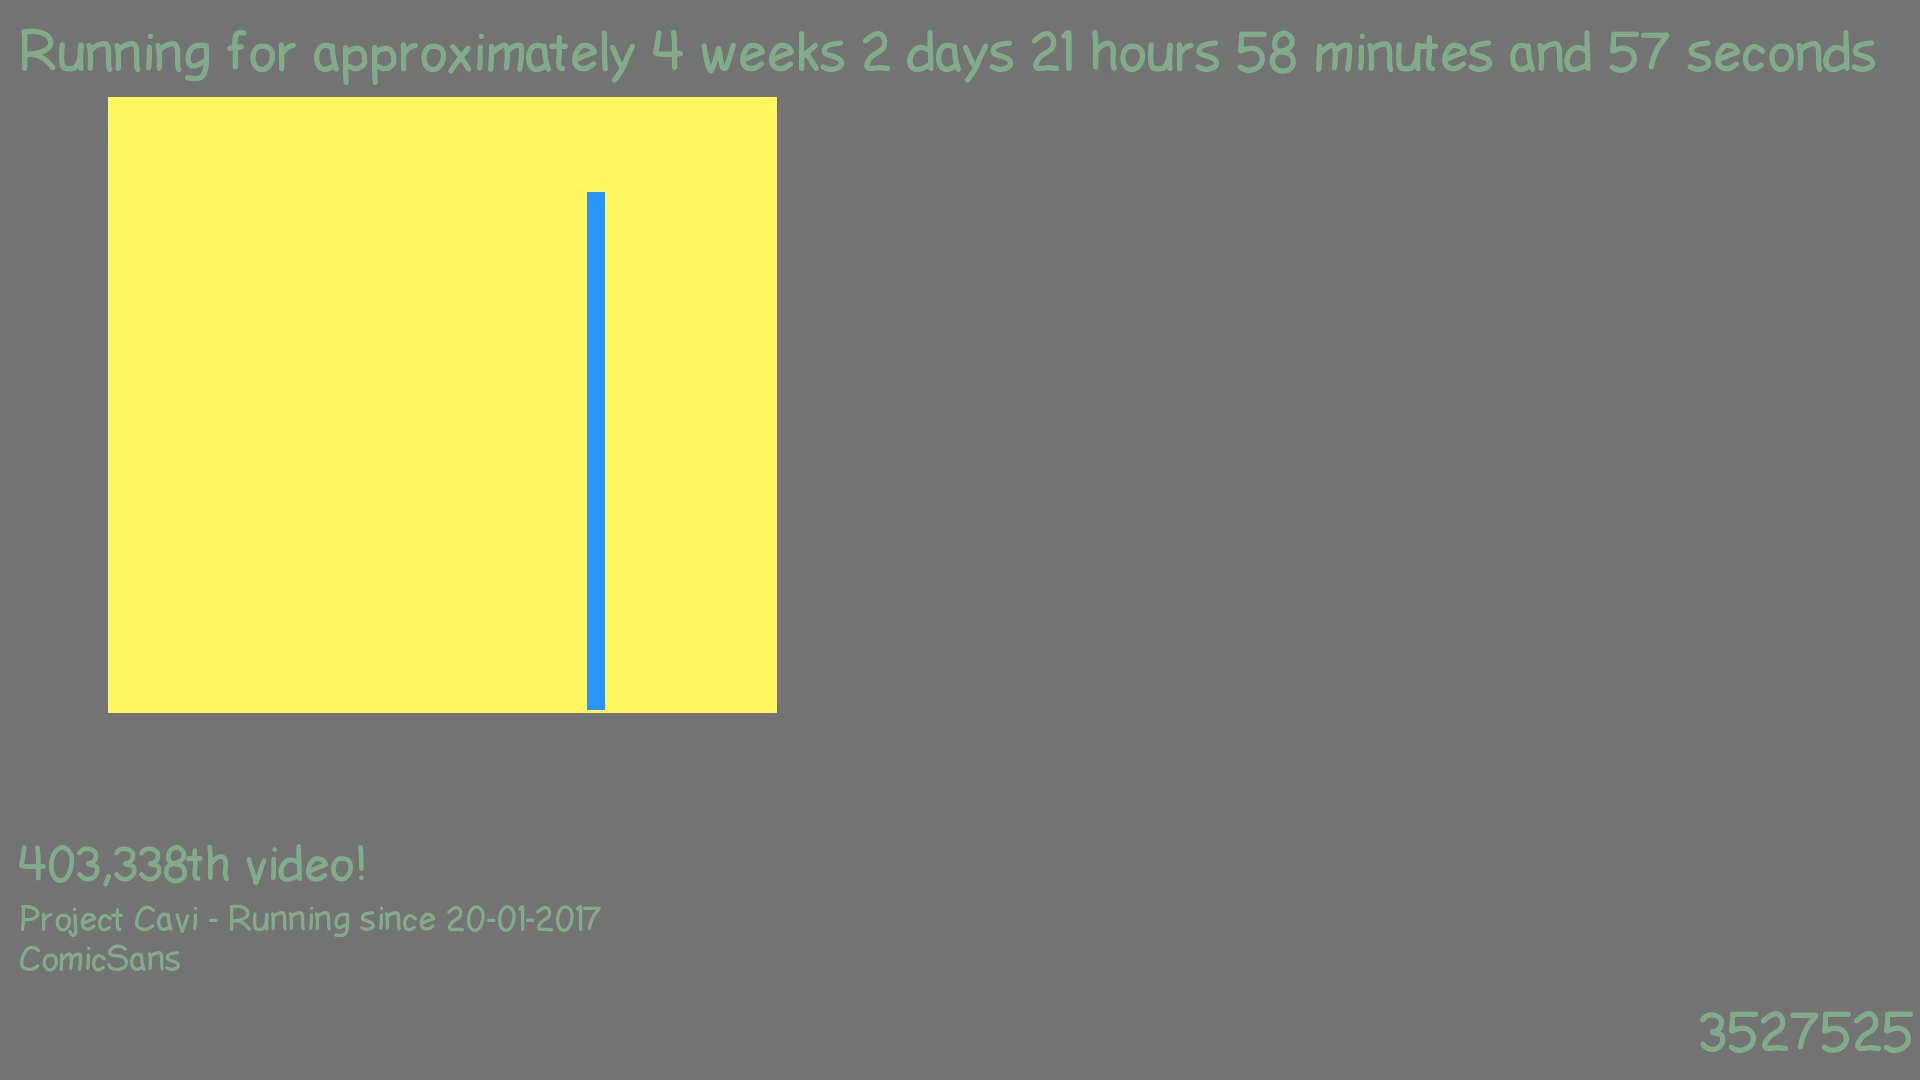 Running for approximately 4 weeks 2 days 21 hours 58 minutes and 57 seconds
403,338th video!
Project Cavi - Running since 20-01-2017
ComicSans
3527525